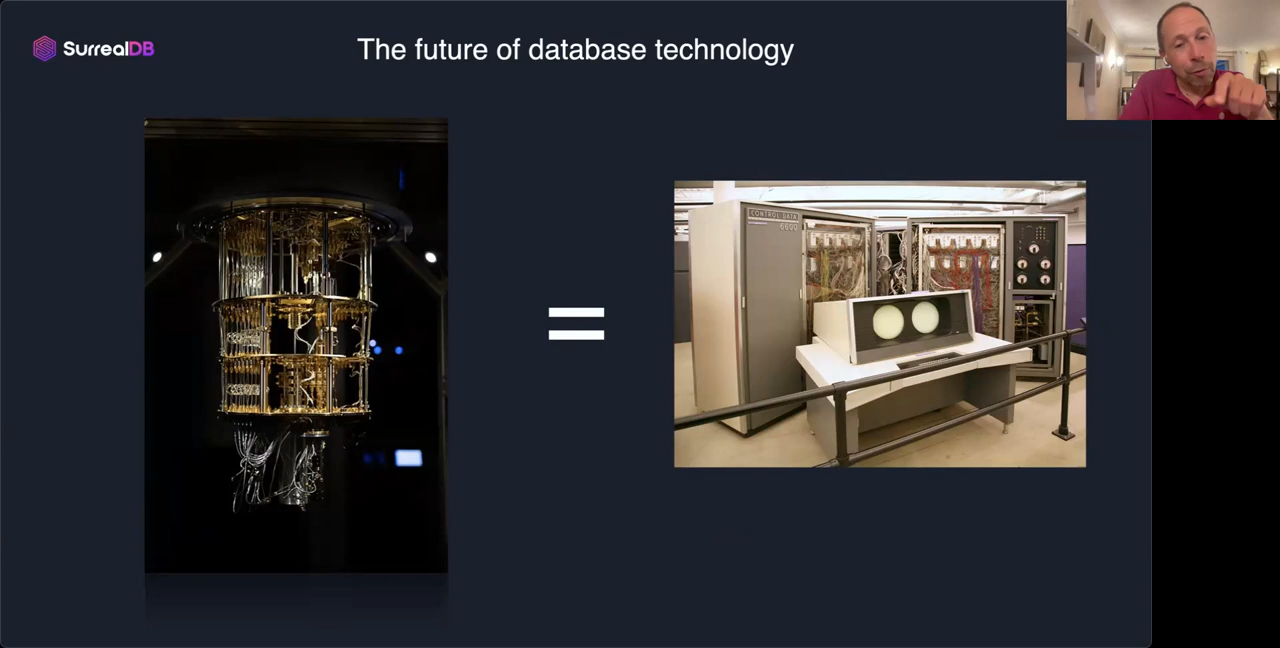 SurrealDB
The future of database technology
=
CONTROL DATA
6600